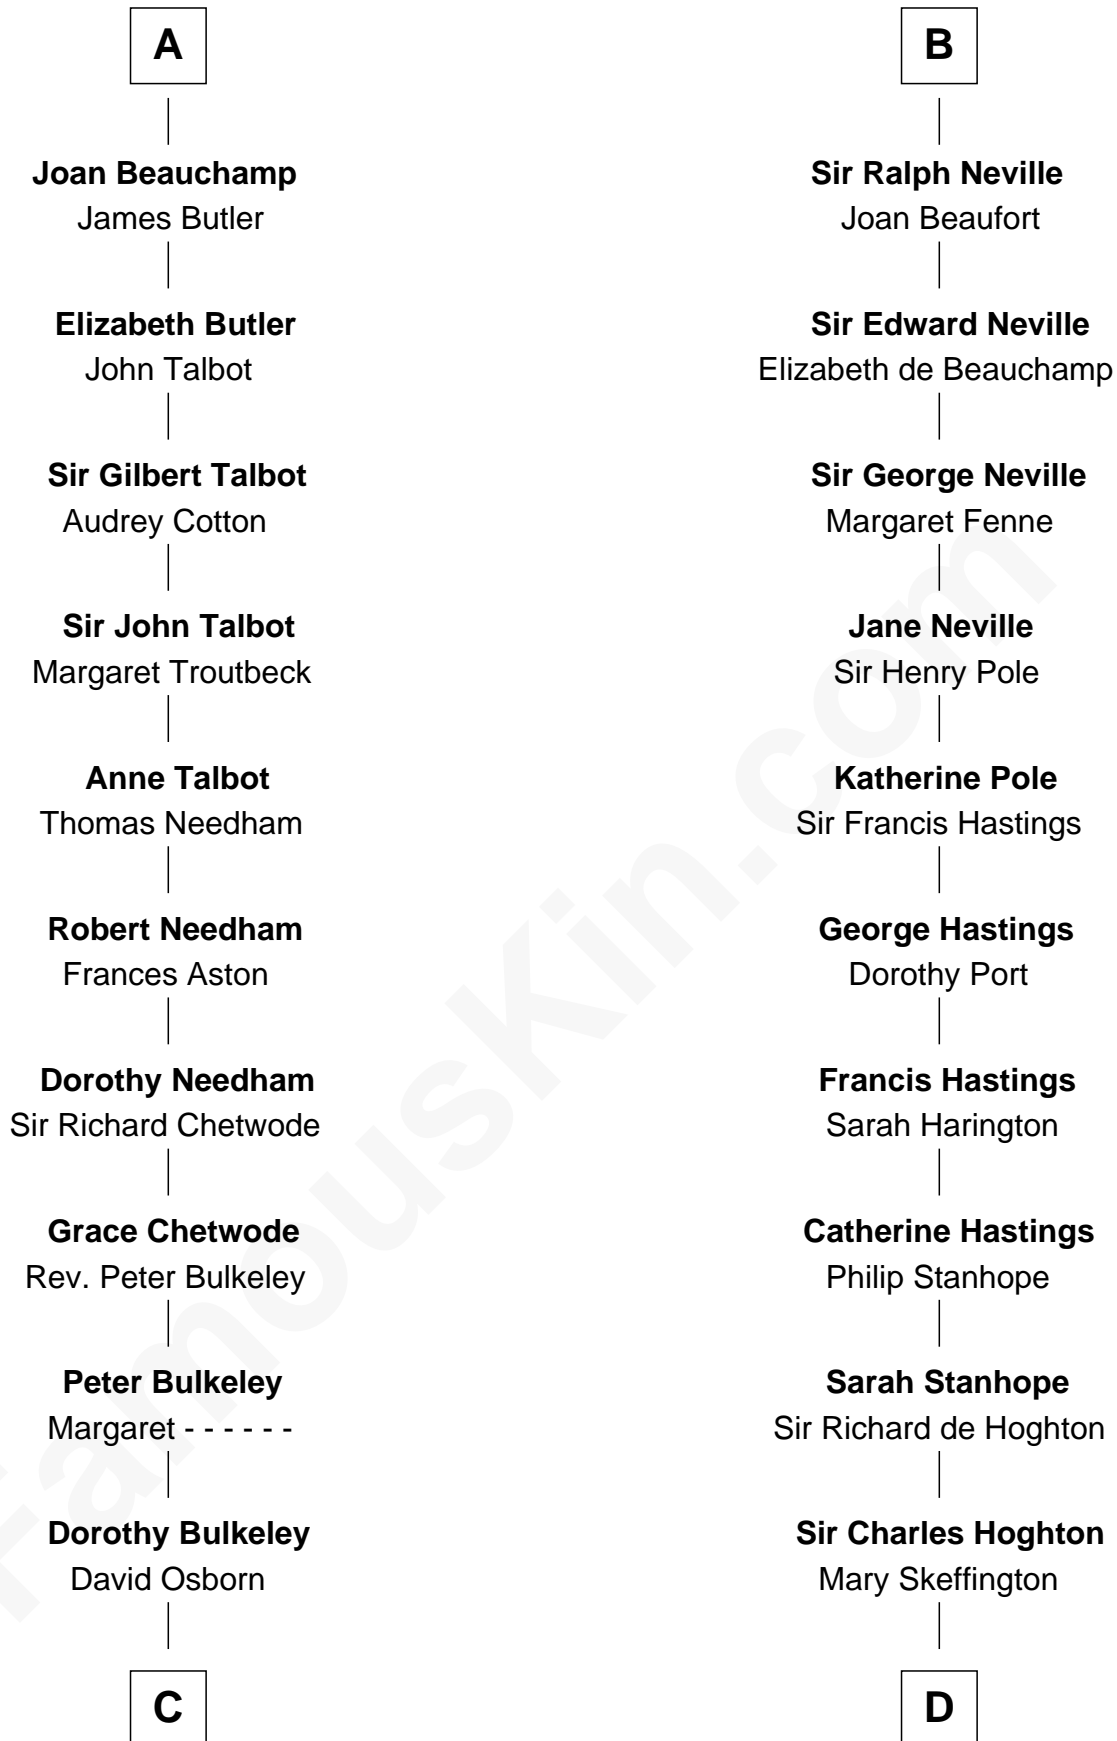 A
Joan Beauchamp
James Butler
Elizabeth Butler
John Talbot
Sir Gilbert Talbot
Audrey Cotton
Sir John Talbot
Margaret Troutbeck
Anne Talbot
Thomas Needham
Robert Needham
Frances Aston
Dorothy Needham
Sir Richard Chetwode
Grace Chetwode
Rev. Peter Bulkeley
Peter Bulkeley
Margaret - - - - - -
Dorothy Bulkeley
David Osborn
C
B
Sir Ralph Neville
Joan Beaufort
Sir Edward Neville
Elizabeth de Beauchamp
Sir George Neville
Margaret Fenne
Jane Neville
Sir Henry Pole
Katherine Pole
Sir Francis Hastings
George Hastings
Dorothy Port
Francis Hastings
Sarah Harington
Catherine Hastings
Philip Stanhope
Sarah Stanhope
Sir Richard de Hoghton
Sir Charles Hoghton
Mary Skeffington
D
FamousKin.com